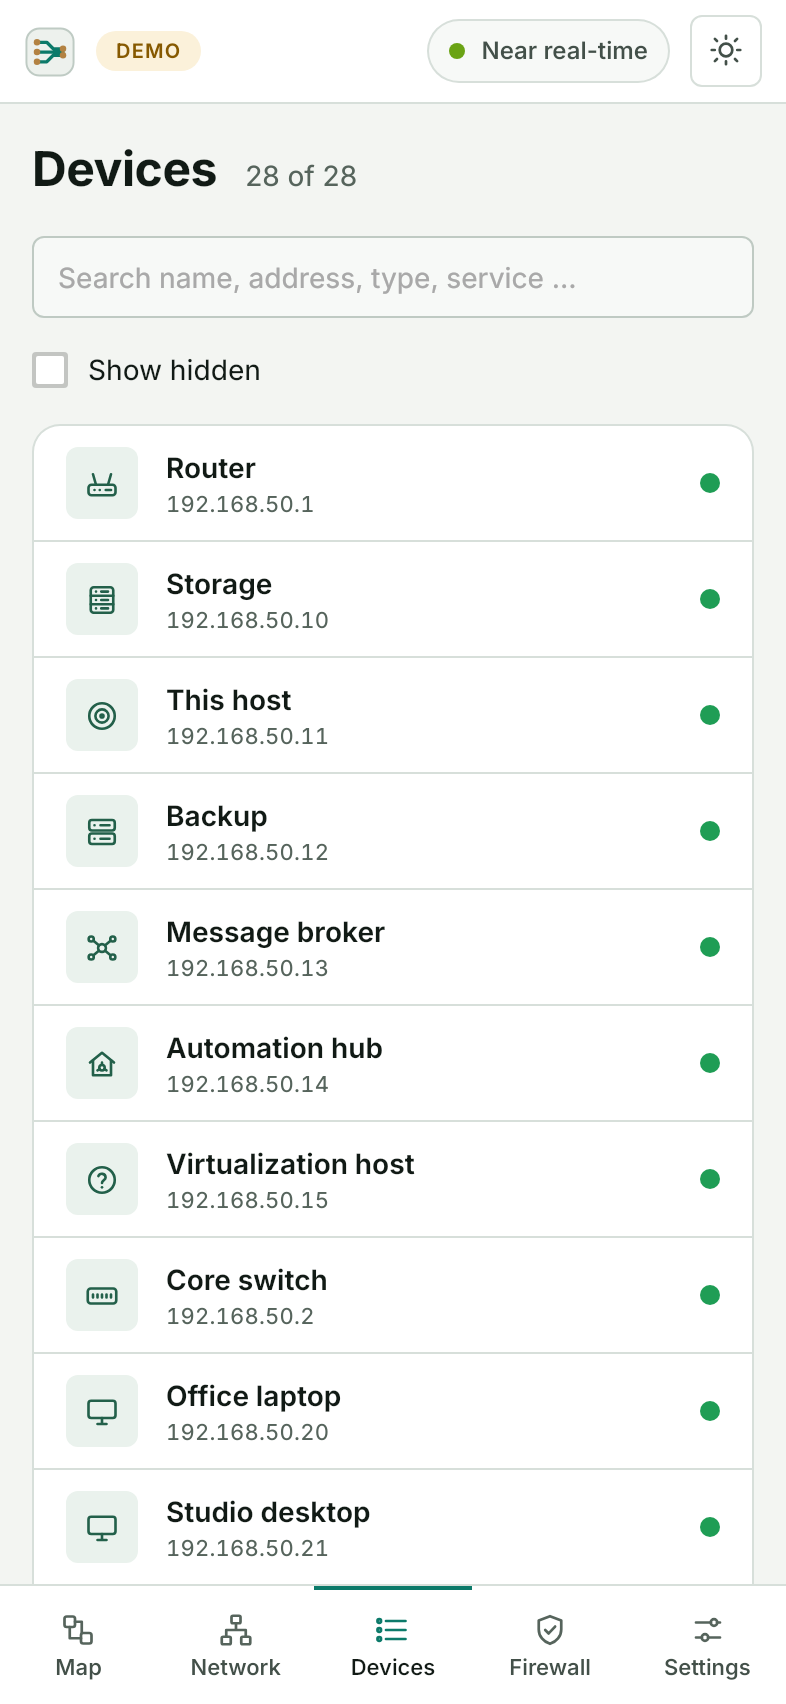 DEMO
Near real-time
Devices 28 of 28
Search name, address, type, service ...
Show hidden
Router
192.168.50.1
Storage
192.168.50.10
This host
192.168.50.11
Backup
192.168.50.12
Message broker
192.168.50.13
Automation hub
192.168.50.14
Virtualization host
192.168.50.15
Core switch
192.168.50.2
Office laptop
192.168.50.20
Studio desktop
192.168.50.21
Map Network Devices Firewall Settings